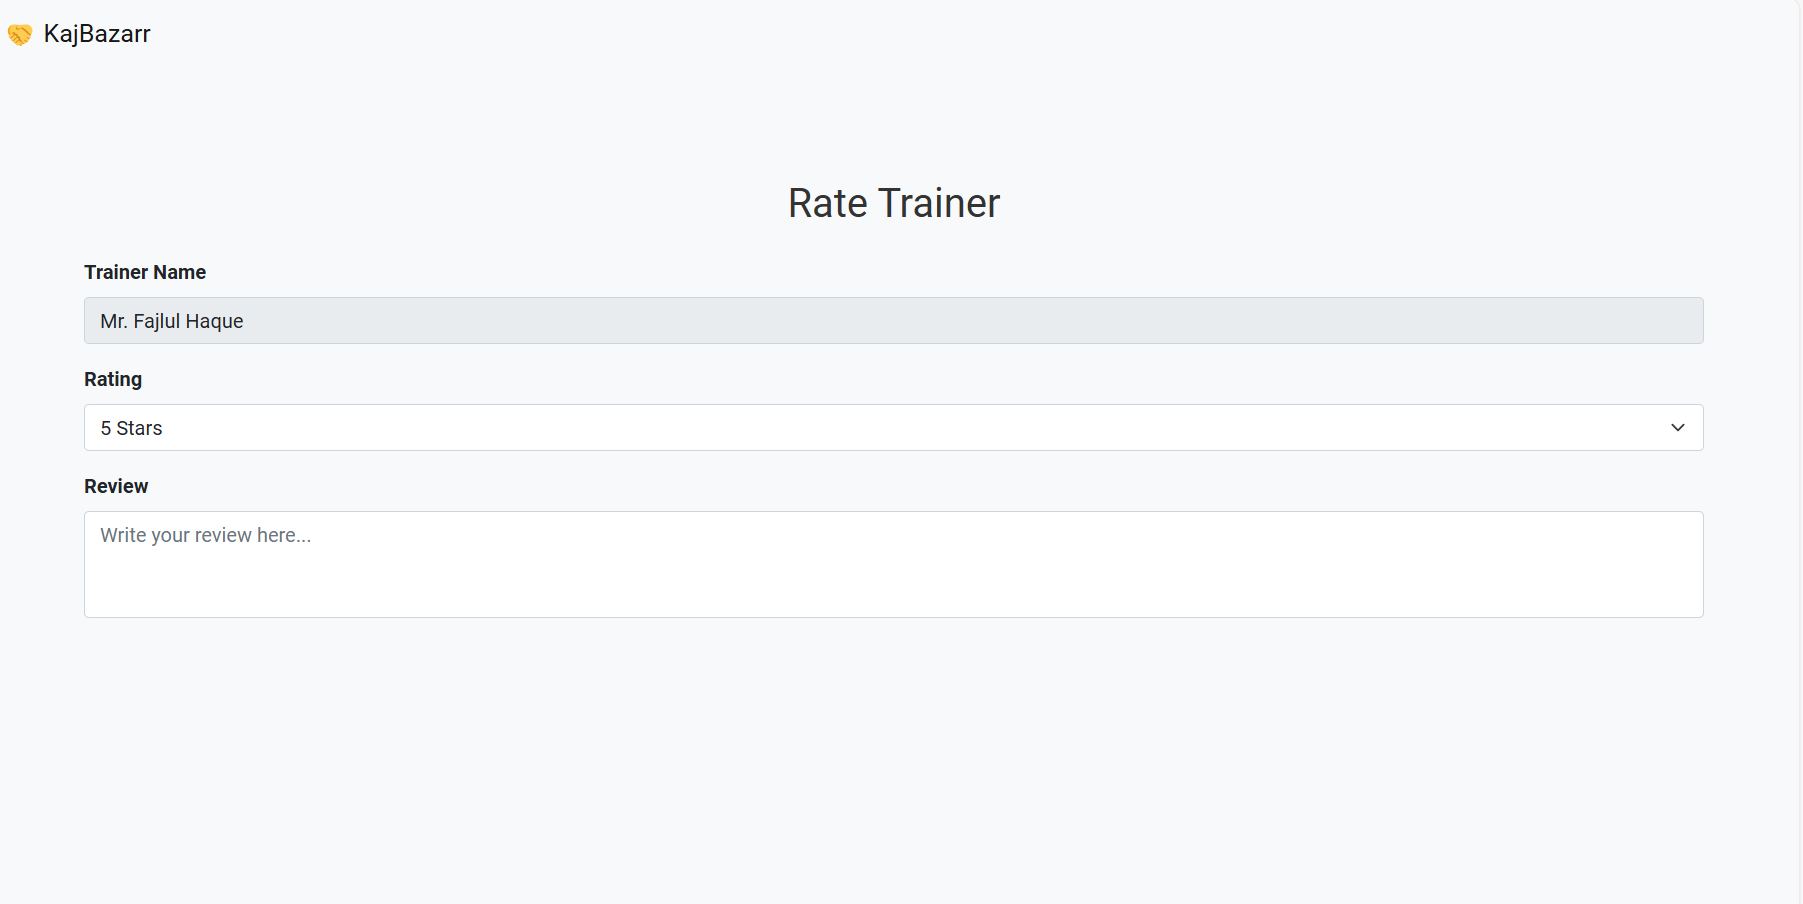 KajBazarr
Rate Trainer
Trainer Name
Mr. Fajlul Haque
Rating
5 Stars
Review
Write your review here...